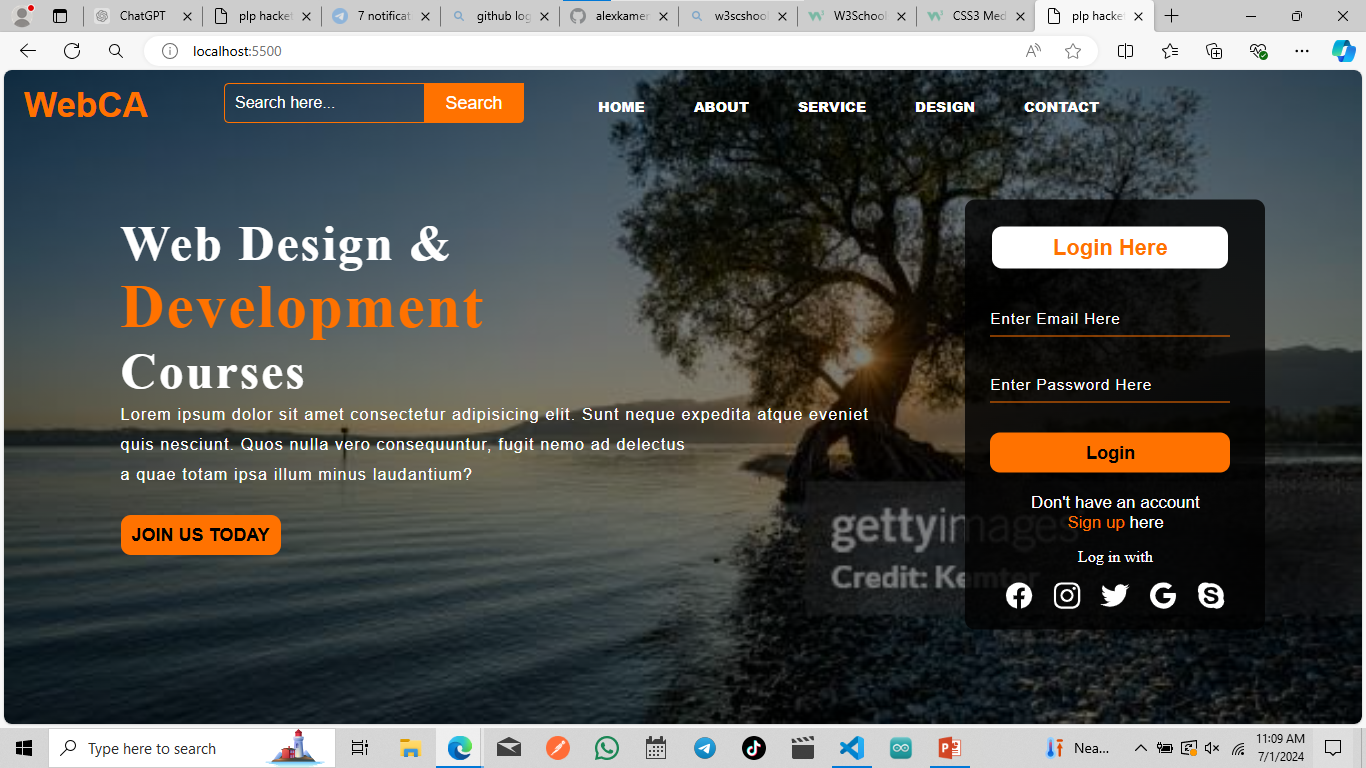 ChatGPT
plp hacket
7 notificat
github log
alexkamer
w3scshool
W3School
CSS3 Med
plp hacket
localhost:5500
WebCA
Search here...
Search
HOME
ABOUT
SERVICE
DESIGN
CONTACT
Web Design &
Development
Courses
Lorem ipsum dolor sit amet consectetur adipisicing elit. Sunt neque expedita atque eveniet
quis nesciunt. Quos nulla vero consequuntur, fugit nemo ad delectus
a quae totam ipsa illum minus laudantium?
JOIN US TODAY
Login Here
Enter Email Here
Enter Password Here
Login
Don't have an account
Sign up here
Log in with
gettyimages
Credit: Kemter
Type here to search
Nea...
11:09 AM
7/1/2024